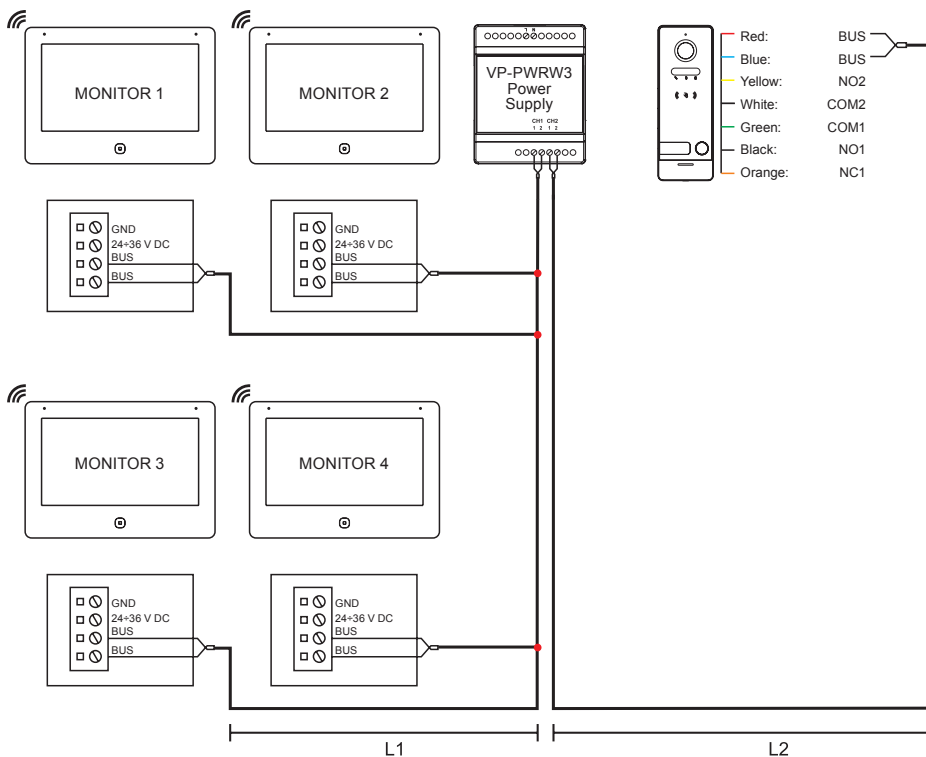 MONITOR 1
MONITOR 2
N L
VP-PWRW3
Power
Supply
CH1 CH2
1 2 1 2
Red: BUS
Blue: BUS
Yellow: NO2
White: COM2
Green: COM1
Black: NO1
Orange: NC1
GND
24÷36 V DC
BUS
BUS
GND
24÷36 V DC
BUS
BUS
MONITOR 3
MONITOR 4
GND
24÷36 V DC
BUS
BUS
GND
24÷36 V DC
BUS
BUS
L1
L2